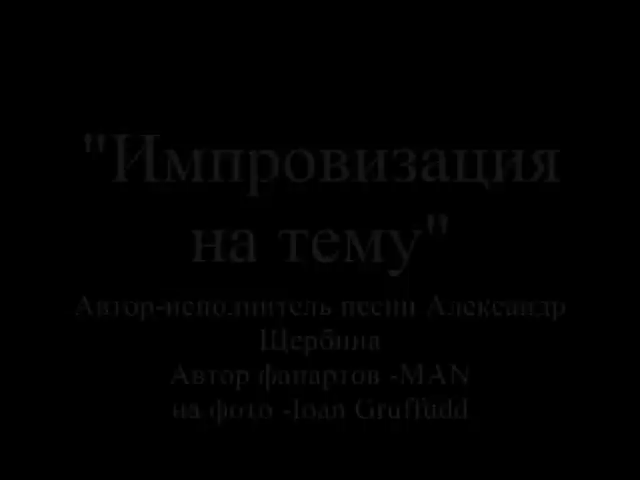 "Импровизация
на тему"
Автор-исполнитель песни Александр
Щербина
Автор фанартов -MAN
на фото -Ioan Gruffudd